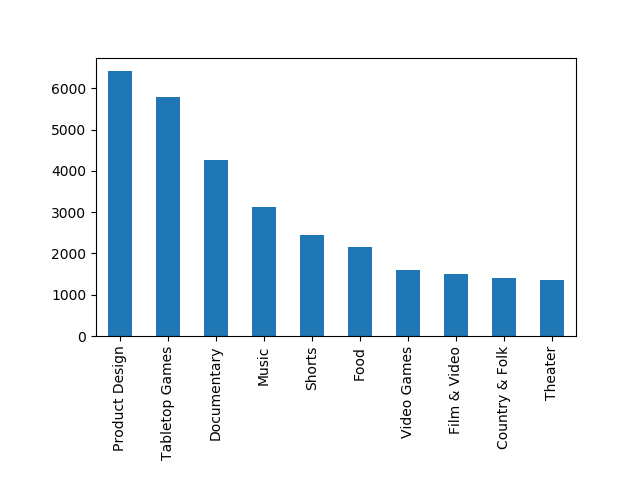 6000
5000
4000
3000
2000
1000
0
Product Design
Tabletop Games
Documentary
Music
Shorts
Food
Video Games
Film & Video
Country & Folk
Theater